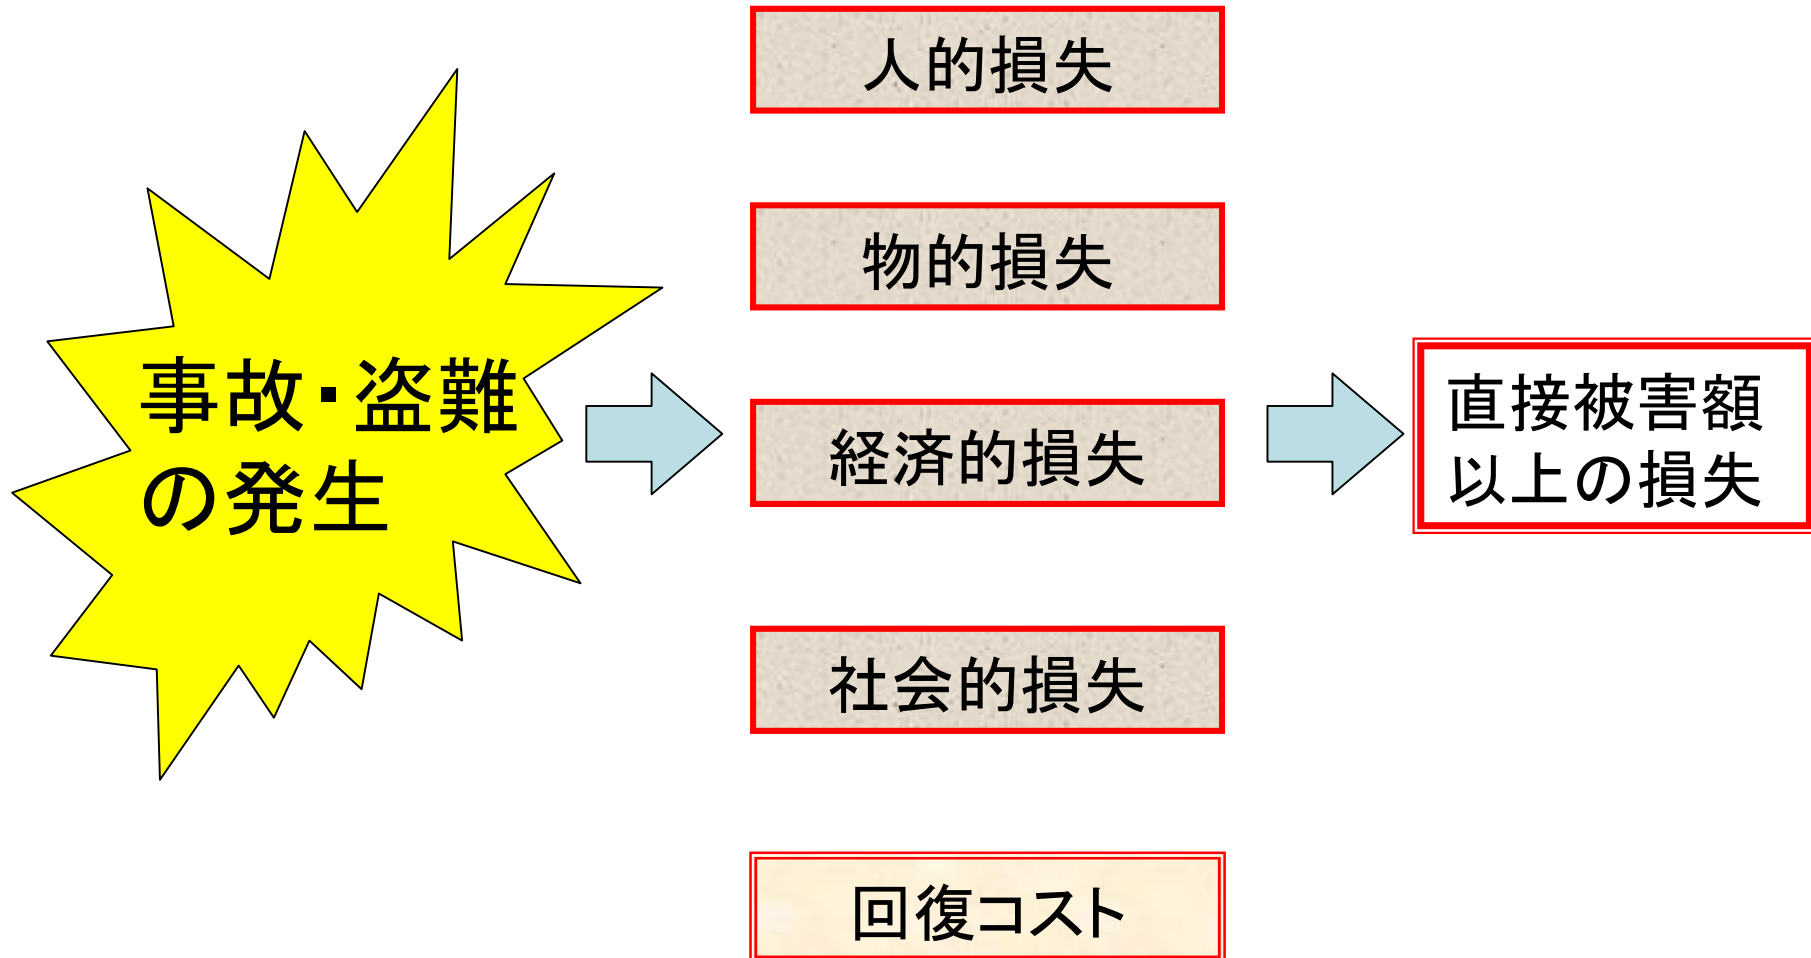 事故・盗難
の発生
人的損失
物的損失
経済的損失
社会的損失
回復コスト
直接被害額
以上の損失